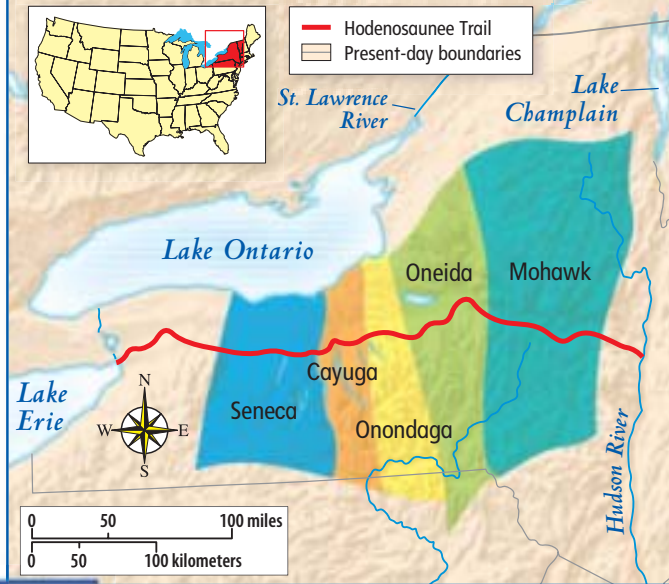 Hodenosaunee Trail
Present-day boundaries
St. Lawrence
River
Lake
Champlain
Lake Ontario
Oneida
Mohawk
Cayuga
Seneca
Onondaga
Lake
Erie
N
W
E
S
Hudson River
0 50 100 miles
0 50 100 kilometers